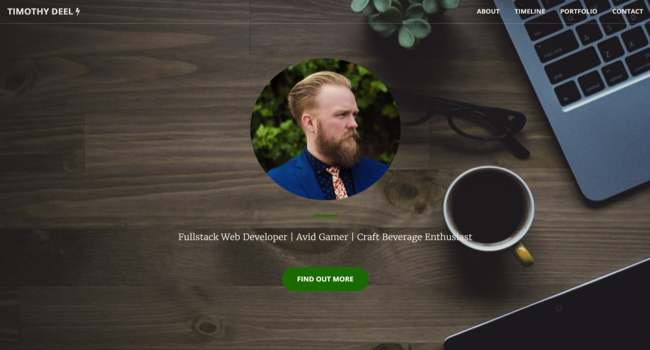 TIMOTHY DEEL
ABOUT TIMELINE PORTFOLIO CONTACT
Fullstack Web Developer | Avid Gamer | Craft Beverage Enthusiast
FIND OUT MORE